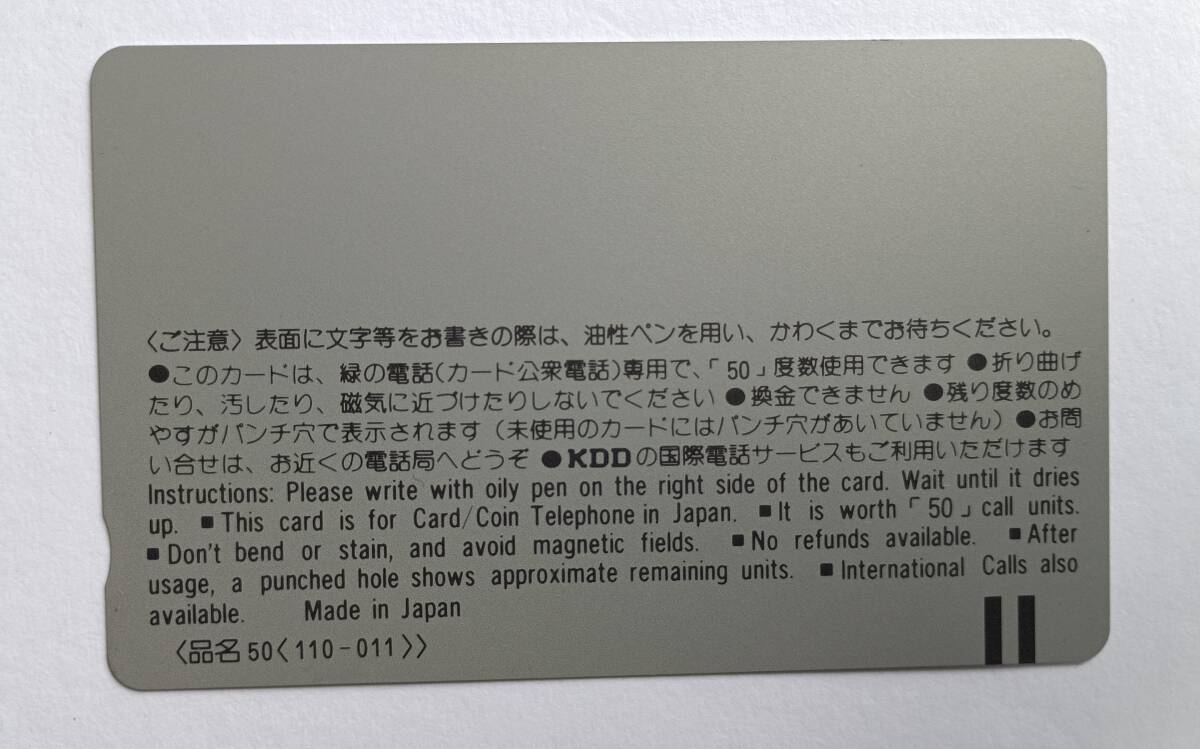 〈ご注意〉表面に文字等をお書きの際は、油性ペンを用い、かわくまでお待ちください。
●このカードは、緑の電話(カード公衆電話)専用で、「50」度数使用できます ●折り曲げ
たり、汚したり、磁気に近づけたりしないでください ●換金できません ●残り度数のめ
やすがパンチ穴で表示されます(未使用のカードにはパンチ穴があいていません) ●お問
い合せは、お近くの電話局へどうぞ ●KDDの国際電話サービスもご利用いただけます
Instructions: Please write with oily pen on the right side of the card. Wait until it dries
up. ■This card is for Card/Coin Telephone in Japan. ■It is worth「50」call units.
■Don't bend or stain, and avoid magnetic fields. ■No refunds available. ■After
usage, a punched hole shows approximate remaining units. ■International Calls also
available. Made in Japan
〈品名50〈110-011〉〉